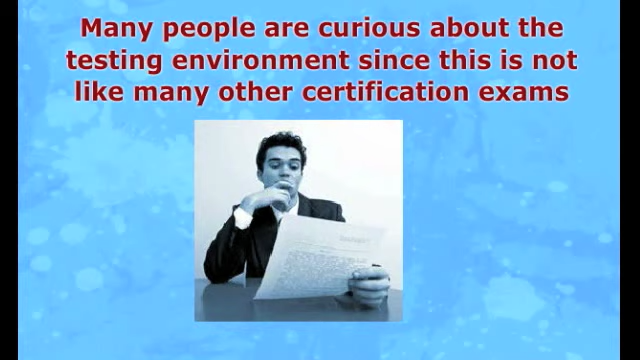 Many people are curious about the
testing environment since this is not
like many other certification exams